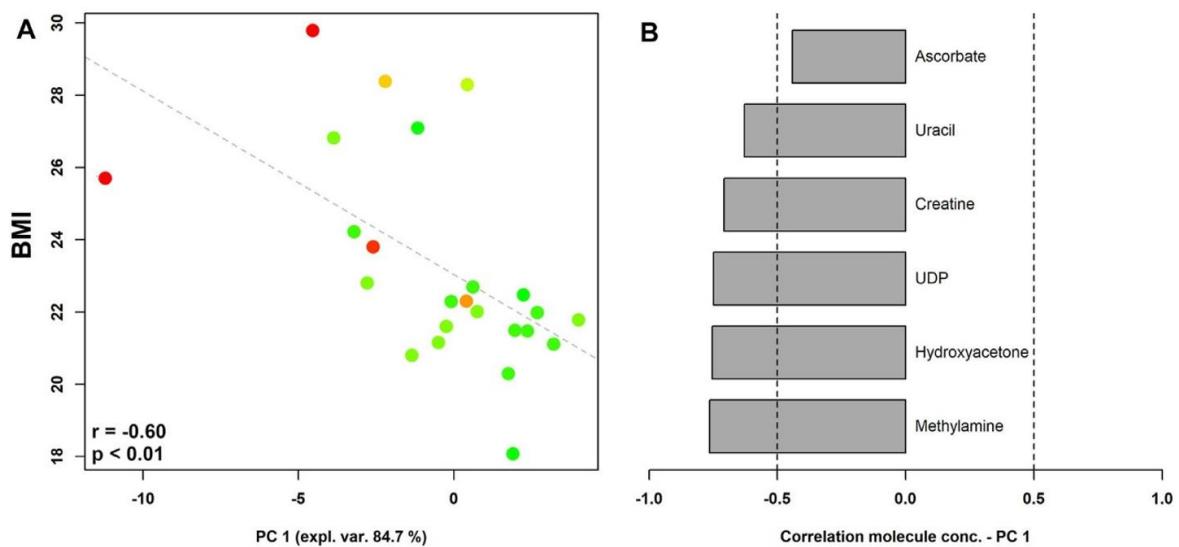 A
BMI
30
28
26
24
22
20
18
r = -0.60
p < 0.01
-10
-5
0
PC 1 (expl. var. 84.7 %)
B
Ascorbate
Uracil
Creatine
UDP
Hydroxyacetone
Methylamine
-1.0
-0.5
0.0
0.5
1.0
Correlation molecule conc. - PC 1